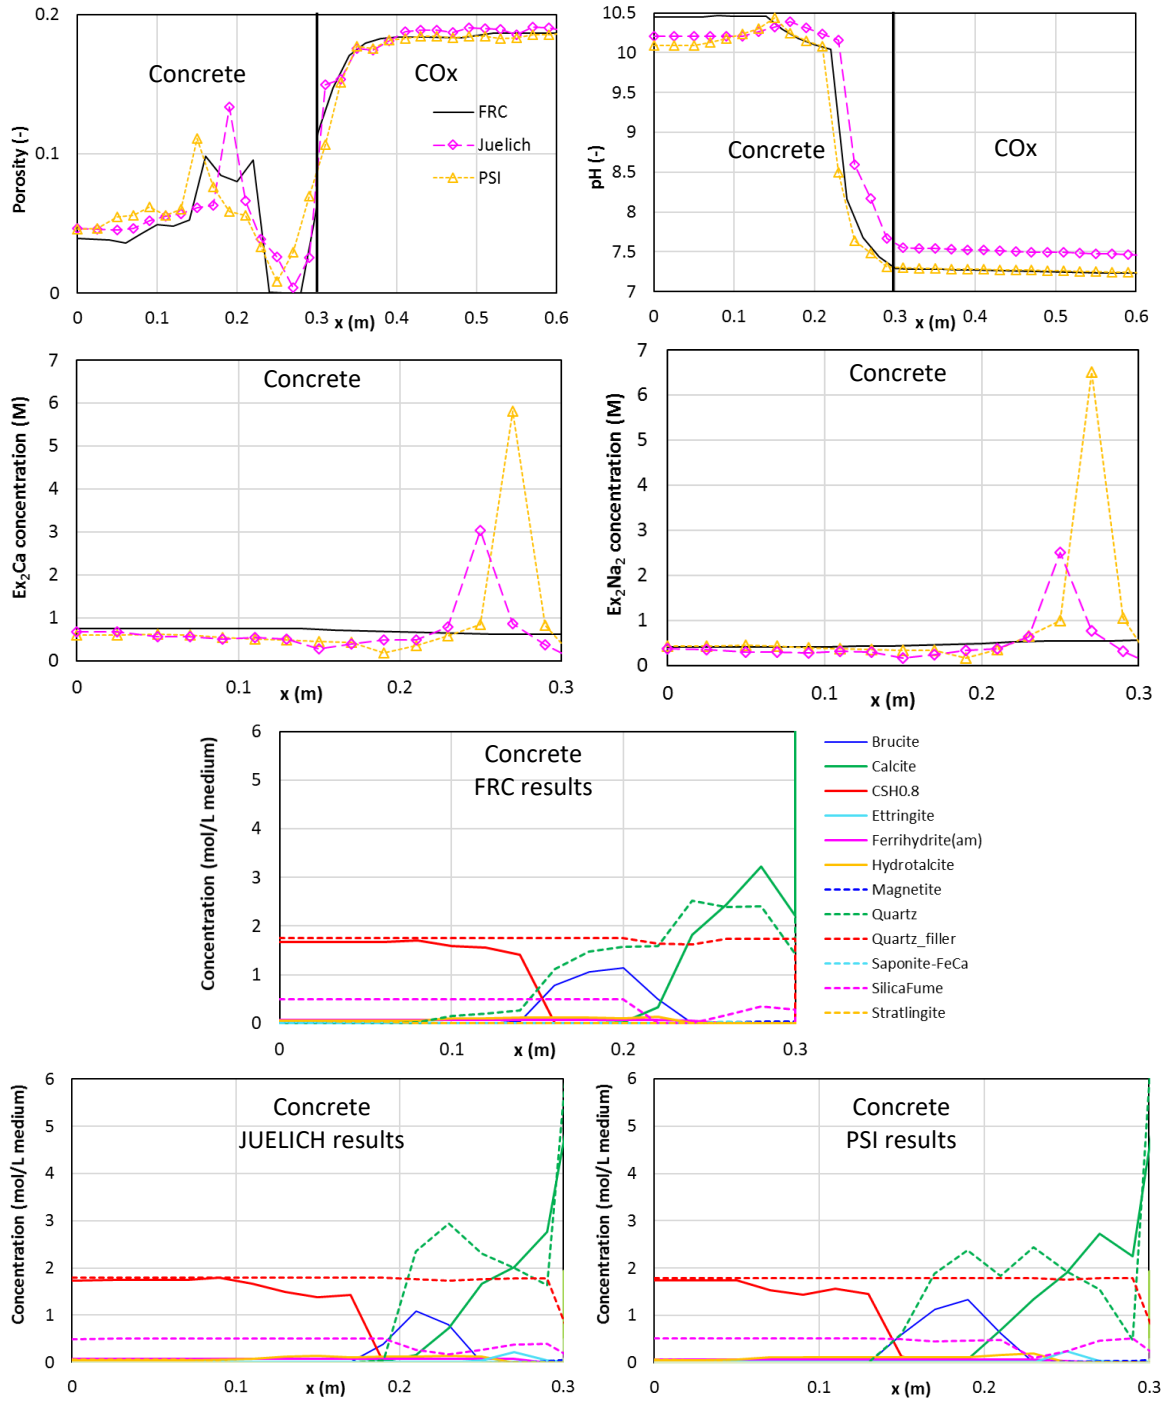 0.2
0.1
0
Porosity (-)
Concrete
COx
FRC
Juelich
PSI
0 0.1 0.2 0.3 0.4 0.5 0.6
x (m)
10.5
10
9.5
9
8.5
8
7.5
7
pH (-)
Concrete
COx
0 0.1 0.2 0.3 0.4 0.5 0.6
x (m)
7
6
5
4
3
2
1
0
Ex₂Ca concentration (M)
Concrete
0 0.1 0.2 0.3
x (m)
7
6
5
4
3
2
1
0
Ex₂Na₂ concentration (M)
Concrete
0 0.1 0.2 0.3
x (m)
6
5
4
3
2
1
0
Concentration (mol/L medium)
Concrete
FRC results
0 0.1 0.2 0.3
x (m)
Brucite
Calcite
CSH0.8
Ettringite
Ferrihydrite(am)
Hydrotalcite
Magnetite
Quartz
Quartz_filler
Saponite-FeCa
SilicaFume
Stratlingite
6
5
4
3
2
1
0
Concentration (mol/L medium)
Concrete
JUELICH results
0 0.1 0.2 0.3
x (m)
6
5
4
3
2
1
0
Concentration (mol/L medium)
Concrete
PSI results
0 0.1 0.2 0.3
x (m)